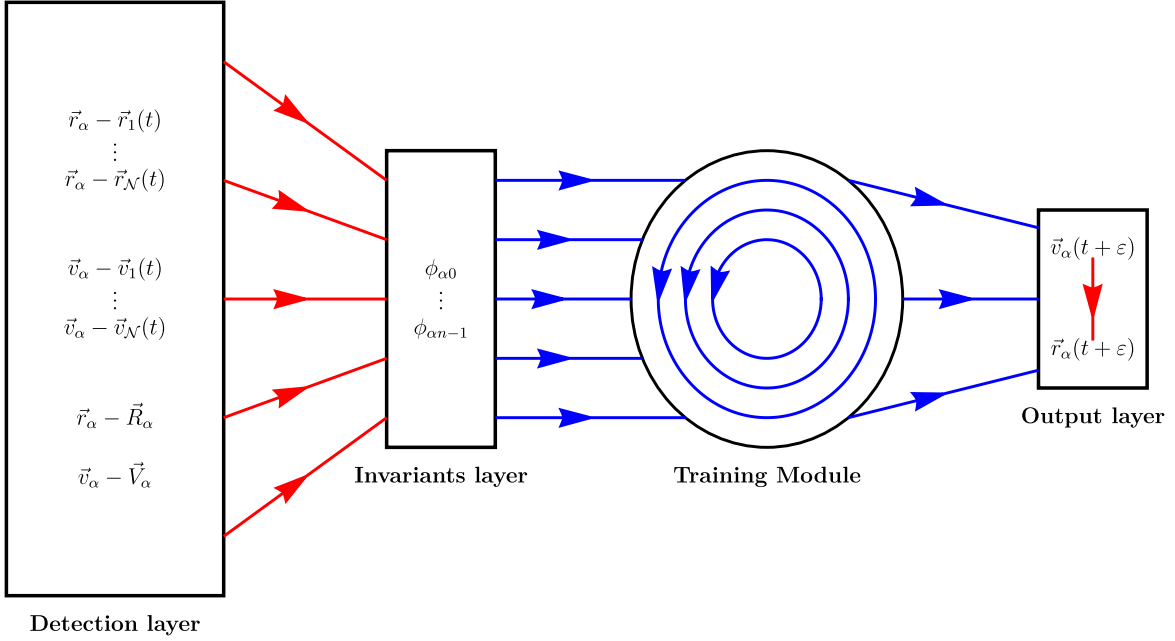 r⃗α − r⃗1(t)
⋮
r⃗α − r⃗𝒩(t)
v⃗α − v⃗1(t)
⋮
v⃗α − v⃗𝒩(t)
r⃗α − R⃗α
v⃗α − V⃗α
Detection layer
ϕα0
⋮
ϕαn−1
Invariants layer
Training Module
v⃗α(t + ε)
r⃗α(t + ε)
Output layer